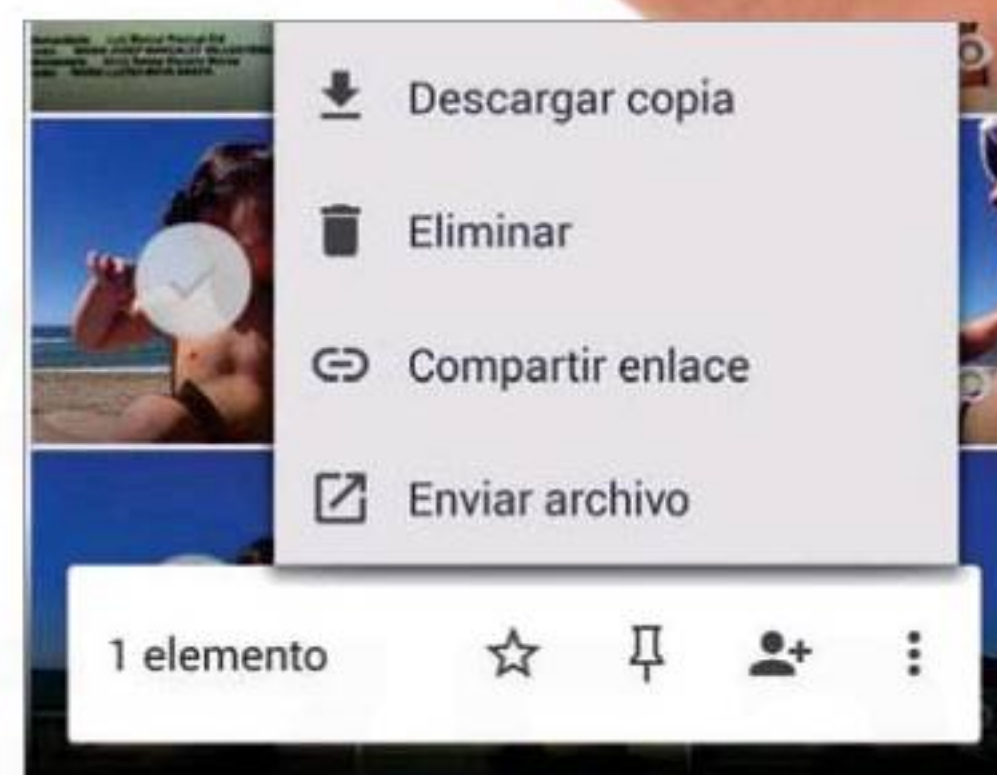 Descargar copia
Eliminar
Compartir enlace
Enviar archivo
1 elemento